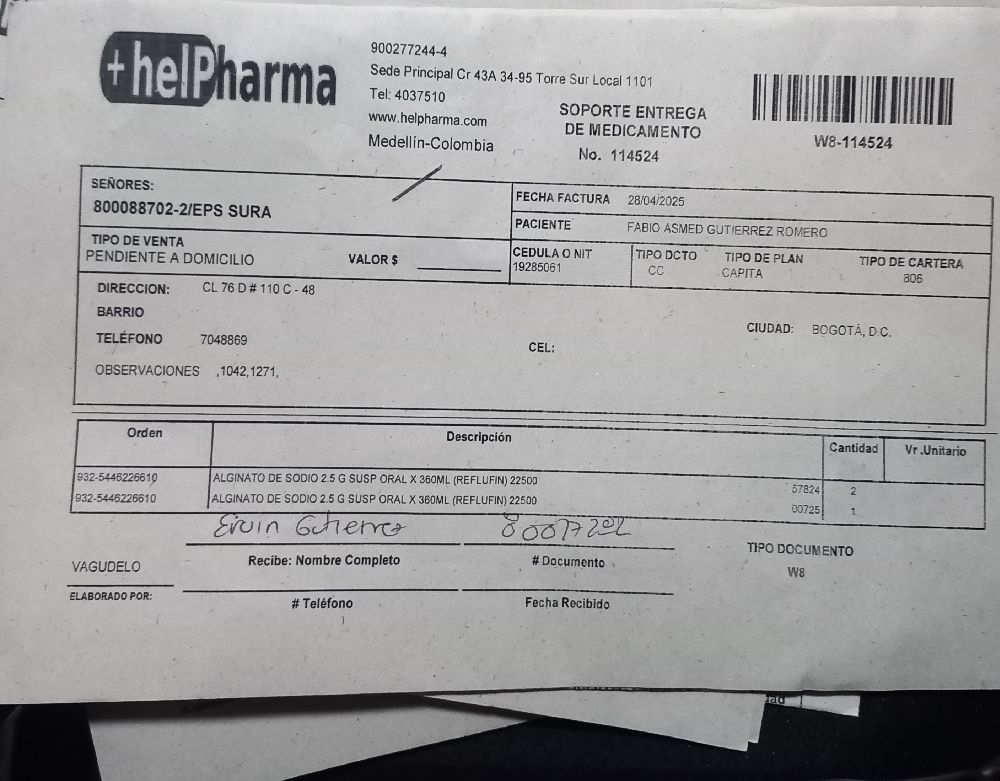 +helPharma
900277244-4
Sede Principal Cr 43A 34-95 Torre Sur Local 1101
Tel: 4037510
www.helpharma.com
Medellín-Colombia
SOPORTE ENTREGA
DE MEDICAMENTO
No. 114524
W8-114524
SEÑORES:
800088702-2/EPS SURA
FECHA FACTURA 28/04/2025
PACIENTE FABIO ASMED GUTIERREZ ROMERO
TIPO DE VENTA
PENDIENTE A DOMICILIO VALOR $
CEDULA O NIT TIPO DCTO TIPO DE PLAN TIPO DE CARTERA
19285061 CC CAPITA 806
DIRECCION: CL 76 D # 110 C - 48
BARRIO
TELÉFONO 7048869
CEL:
CIUDAD: BOGOTÁ, D.C.
OBSERVACIONES ,1042,1271,
Orden Descripción Cantidad Vr.Unitario
932-5446226610 ALGINATO DE SODIO 2.5 G SUSP ORAL X 360ML (REFLUFIN) 22500 57824 2
932-5446226610 ALGINATO DE SODIO 2.5 G SUSP ORAL X 360ML (REFLUFIN) 22500 00725 1
Ervin Gutierrez
Recibe: Nombre Completo # Documento
TIPO DOCUMENTO
W8
VAGUDELO
ELABORADO POR:
# Teléfono Fecha Recibido